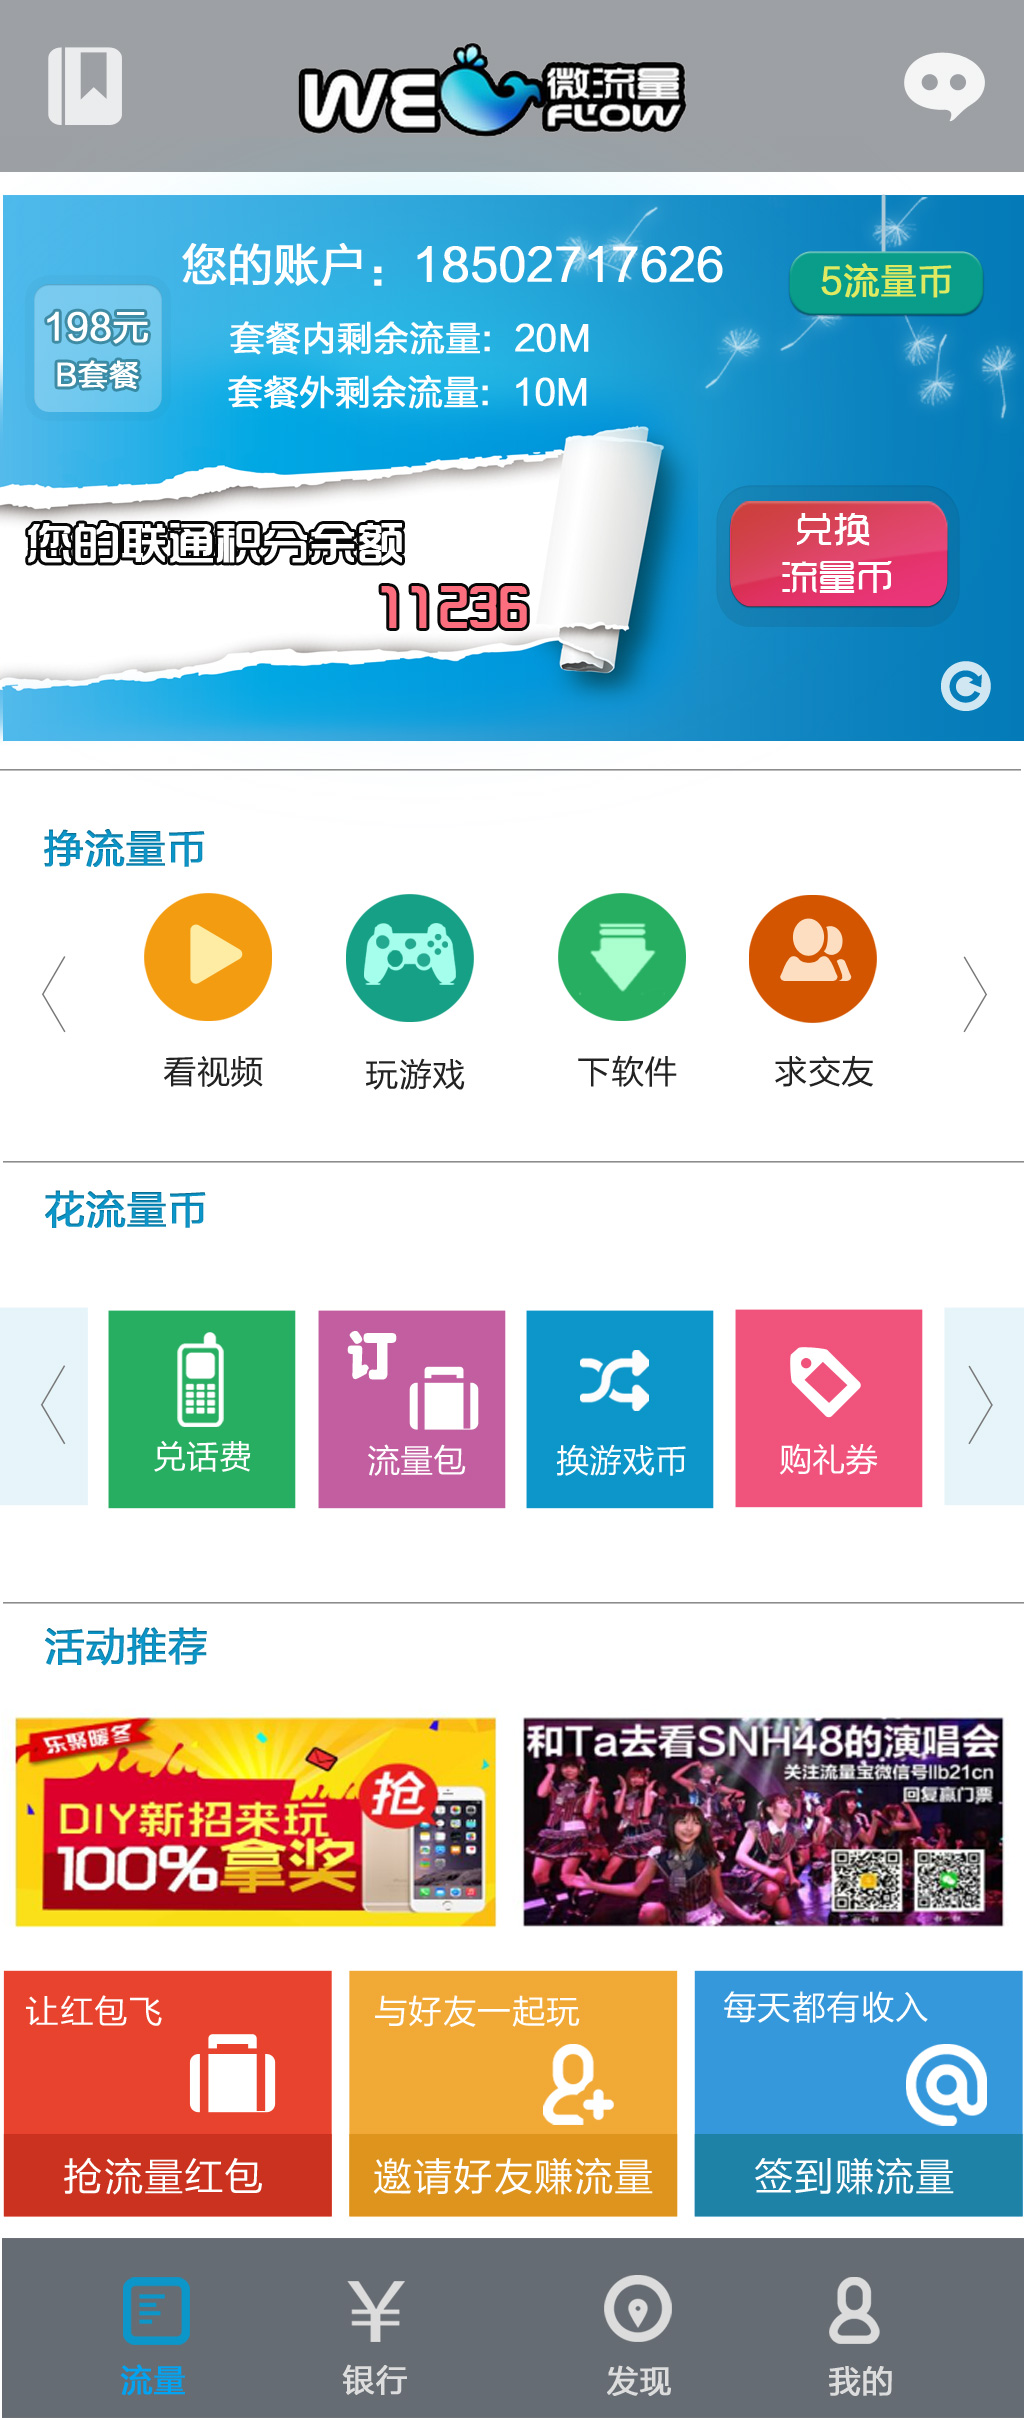 WE 微流量 FLOW
您的账户：18502717626
5流量币
198元
B套餐
套餐内剩余流量: 20M
套餐外剩余流量: 10M
您的联通积分余额
11236
兑换
流量币
挣流量币
看视频 玩游戏 下软件 求交友
花流量币
兑话费
订
流量包
换游戏币
购礼券
活动推荐
乐聚暖冬
抢
DIY新招来玩
100%拿奖
和Ta去看SNH48的演唱会
关注流量宝微信号llb21cn
回复赢门票
让红包飞
抢流量红包
与好友一起玩
邀请好友赚流量
每天都有收入
签到赚流量
流量 银行 发现 我的